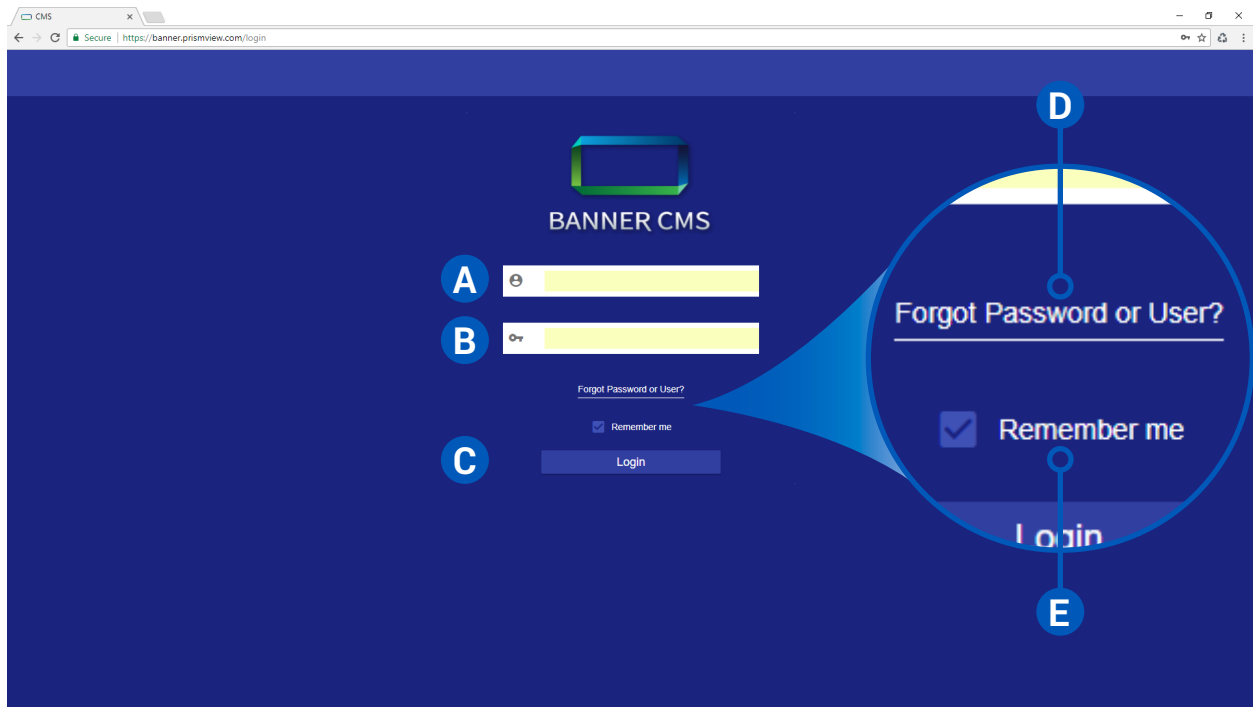 CMS
Secure | https://banner.prismview.com/login
BANNER CMS
A
B
Forgot Password or User?
Remember me
C
Login
D
Forgot Password or User?
Remember me
Login
E